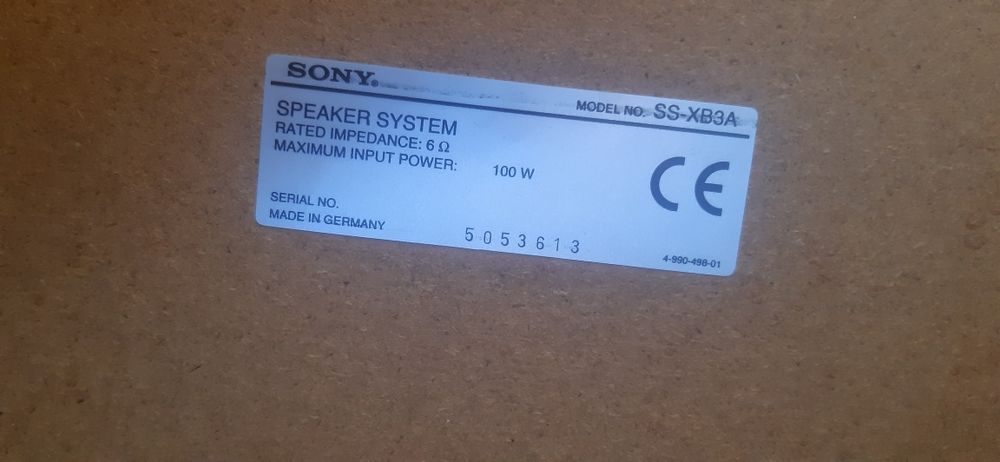 SONY®
MODEL NO. SS-XB3A
SPEAKER SYSTEM
RATED IMPEDANCE: 6 Ω
MAXIMUM INPUT POWER: 100 W
CE
SERIAL NO.
MADE IN GERMANY
5053613
4-990-498-01